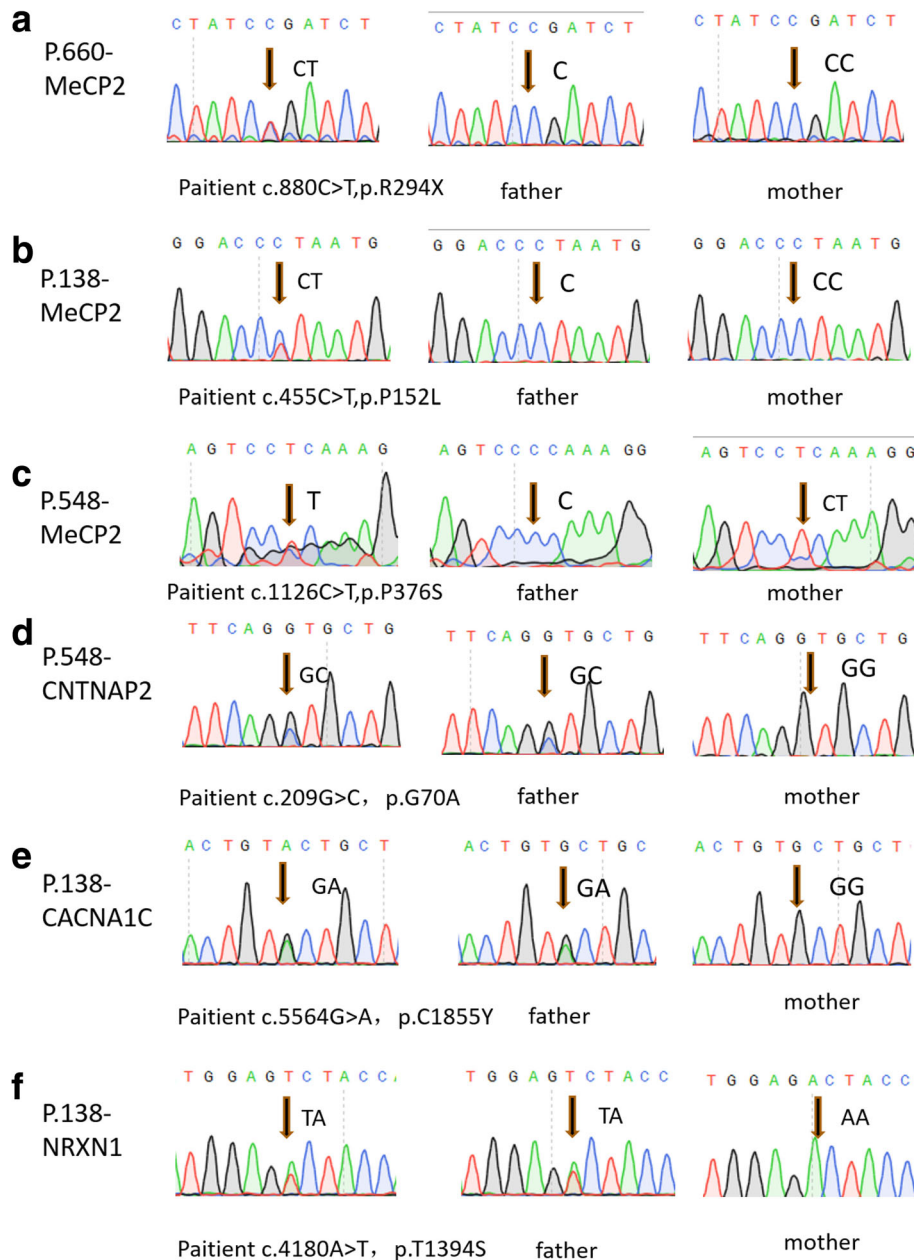 a
P.660-
MeCP2
C T A T C C G A T C T
CT
Paitient c.880C>T,p.R294X
C T A T C C G A T C T
C
father
C T A T C C G A T C T
CC
mother
b
P.138-
MeCP2
G G A C C C T A A T G
CT
Paitient c.455C>T,p.P152L
G G A C C C T A A T G
C
father
G G A C C C T A A T G
CC
mother
c
P.548-
MeCP2
A G T C C T C A A A G
T
Paitient c.1126C>T,p.P376S
A G T C C C C A A A G G
C
father
A G T C C T C A A A G G
CT
mother
d
P.548-
CNTNAP2
T T C A G G T G C T G
GC
Paitient c.209G>C, p.G70A
T T C A G G T G C T G
GC
father
T T C A G G T G C T G
GG
mother
e
P.138-
CACNA1C
A C T G T A C T G C T
GA
Paitient c.5564G>A, p.C1855Y
A C T G T G C T G C
GA
father
A C T G T G C T G C T
GG
mother
f
P.138-
NRXN1
T G G A G T C T A C C
TA
Paitient c.4180A>T, p.T1394S
T G G A G T C T A C C
TA
father
T G G A G A C T A C C
AA
mother